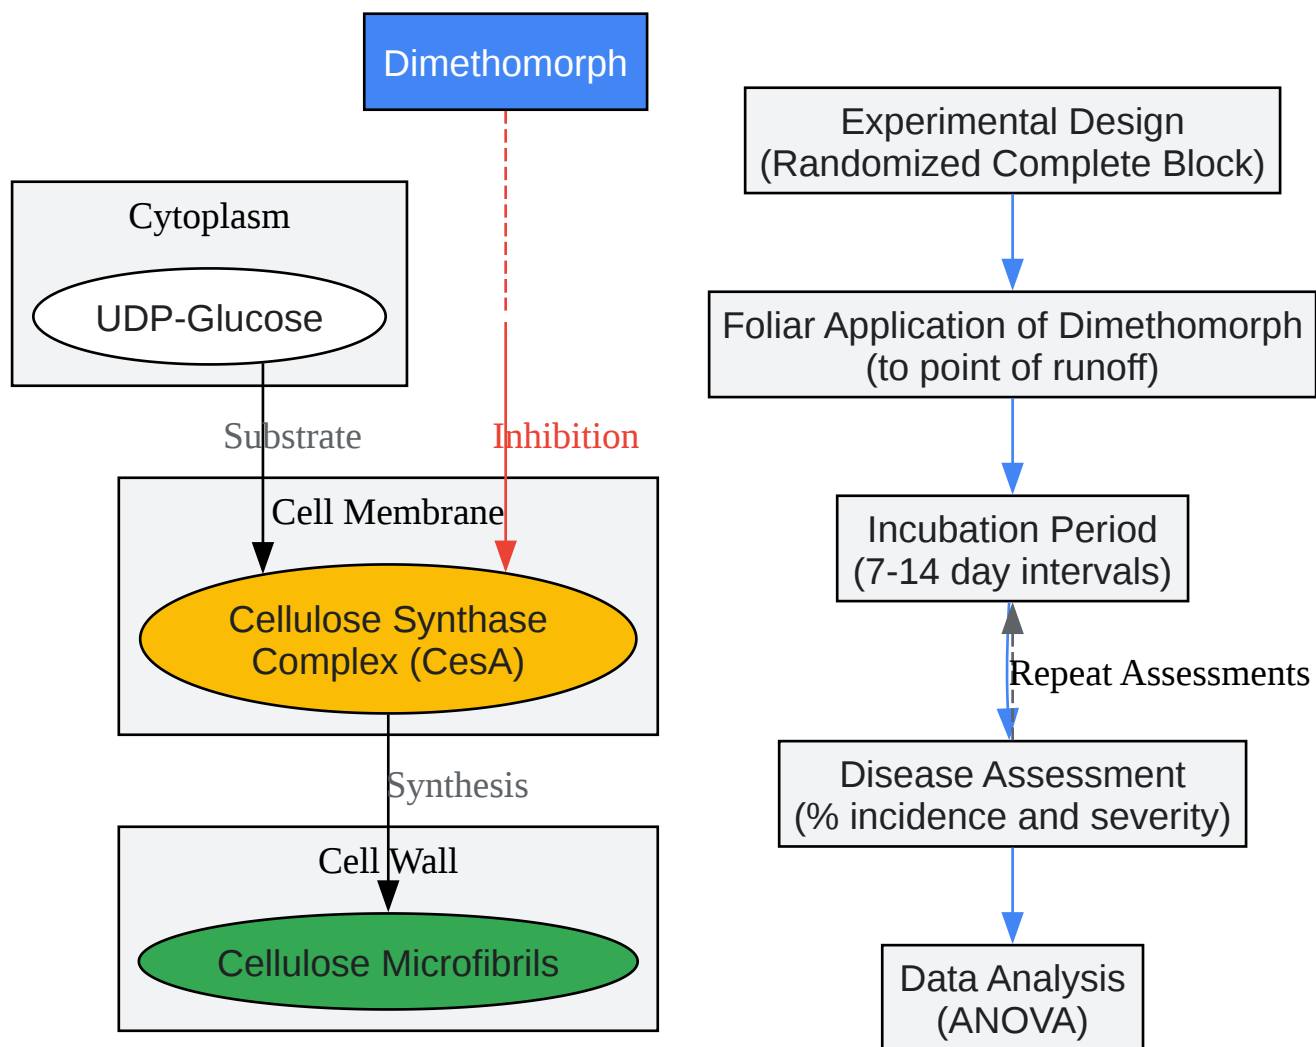 Dimethomorph
Cytoplasm
UDP-Glucose
Substrate
Inhibition
Cell Membrane
Cellulose Synthase
Complex (CesA)
Synthesis
Cell Wall
Cellulose Microfibrils
Experimental Design
(Randomized Complete Block)
Foliar Application of Dimethomorph
(to point of runoff)
Incubation Period
(7-14 day intervals)
Repeat Assessments
Disease Assessment
(% incidence and severity)
Data Analysis
(ANOVA)